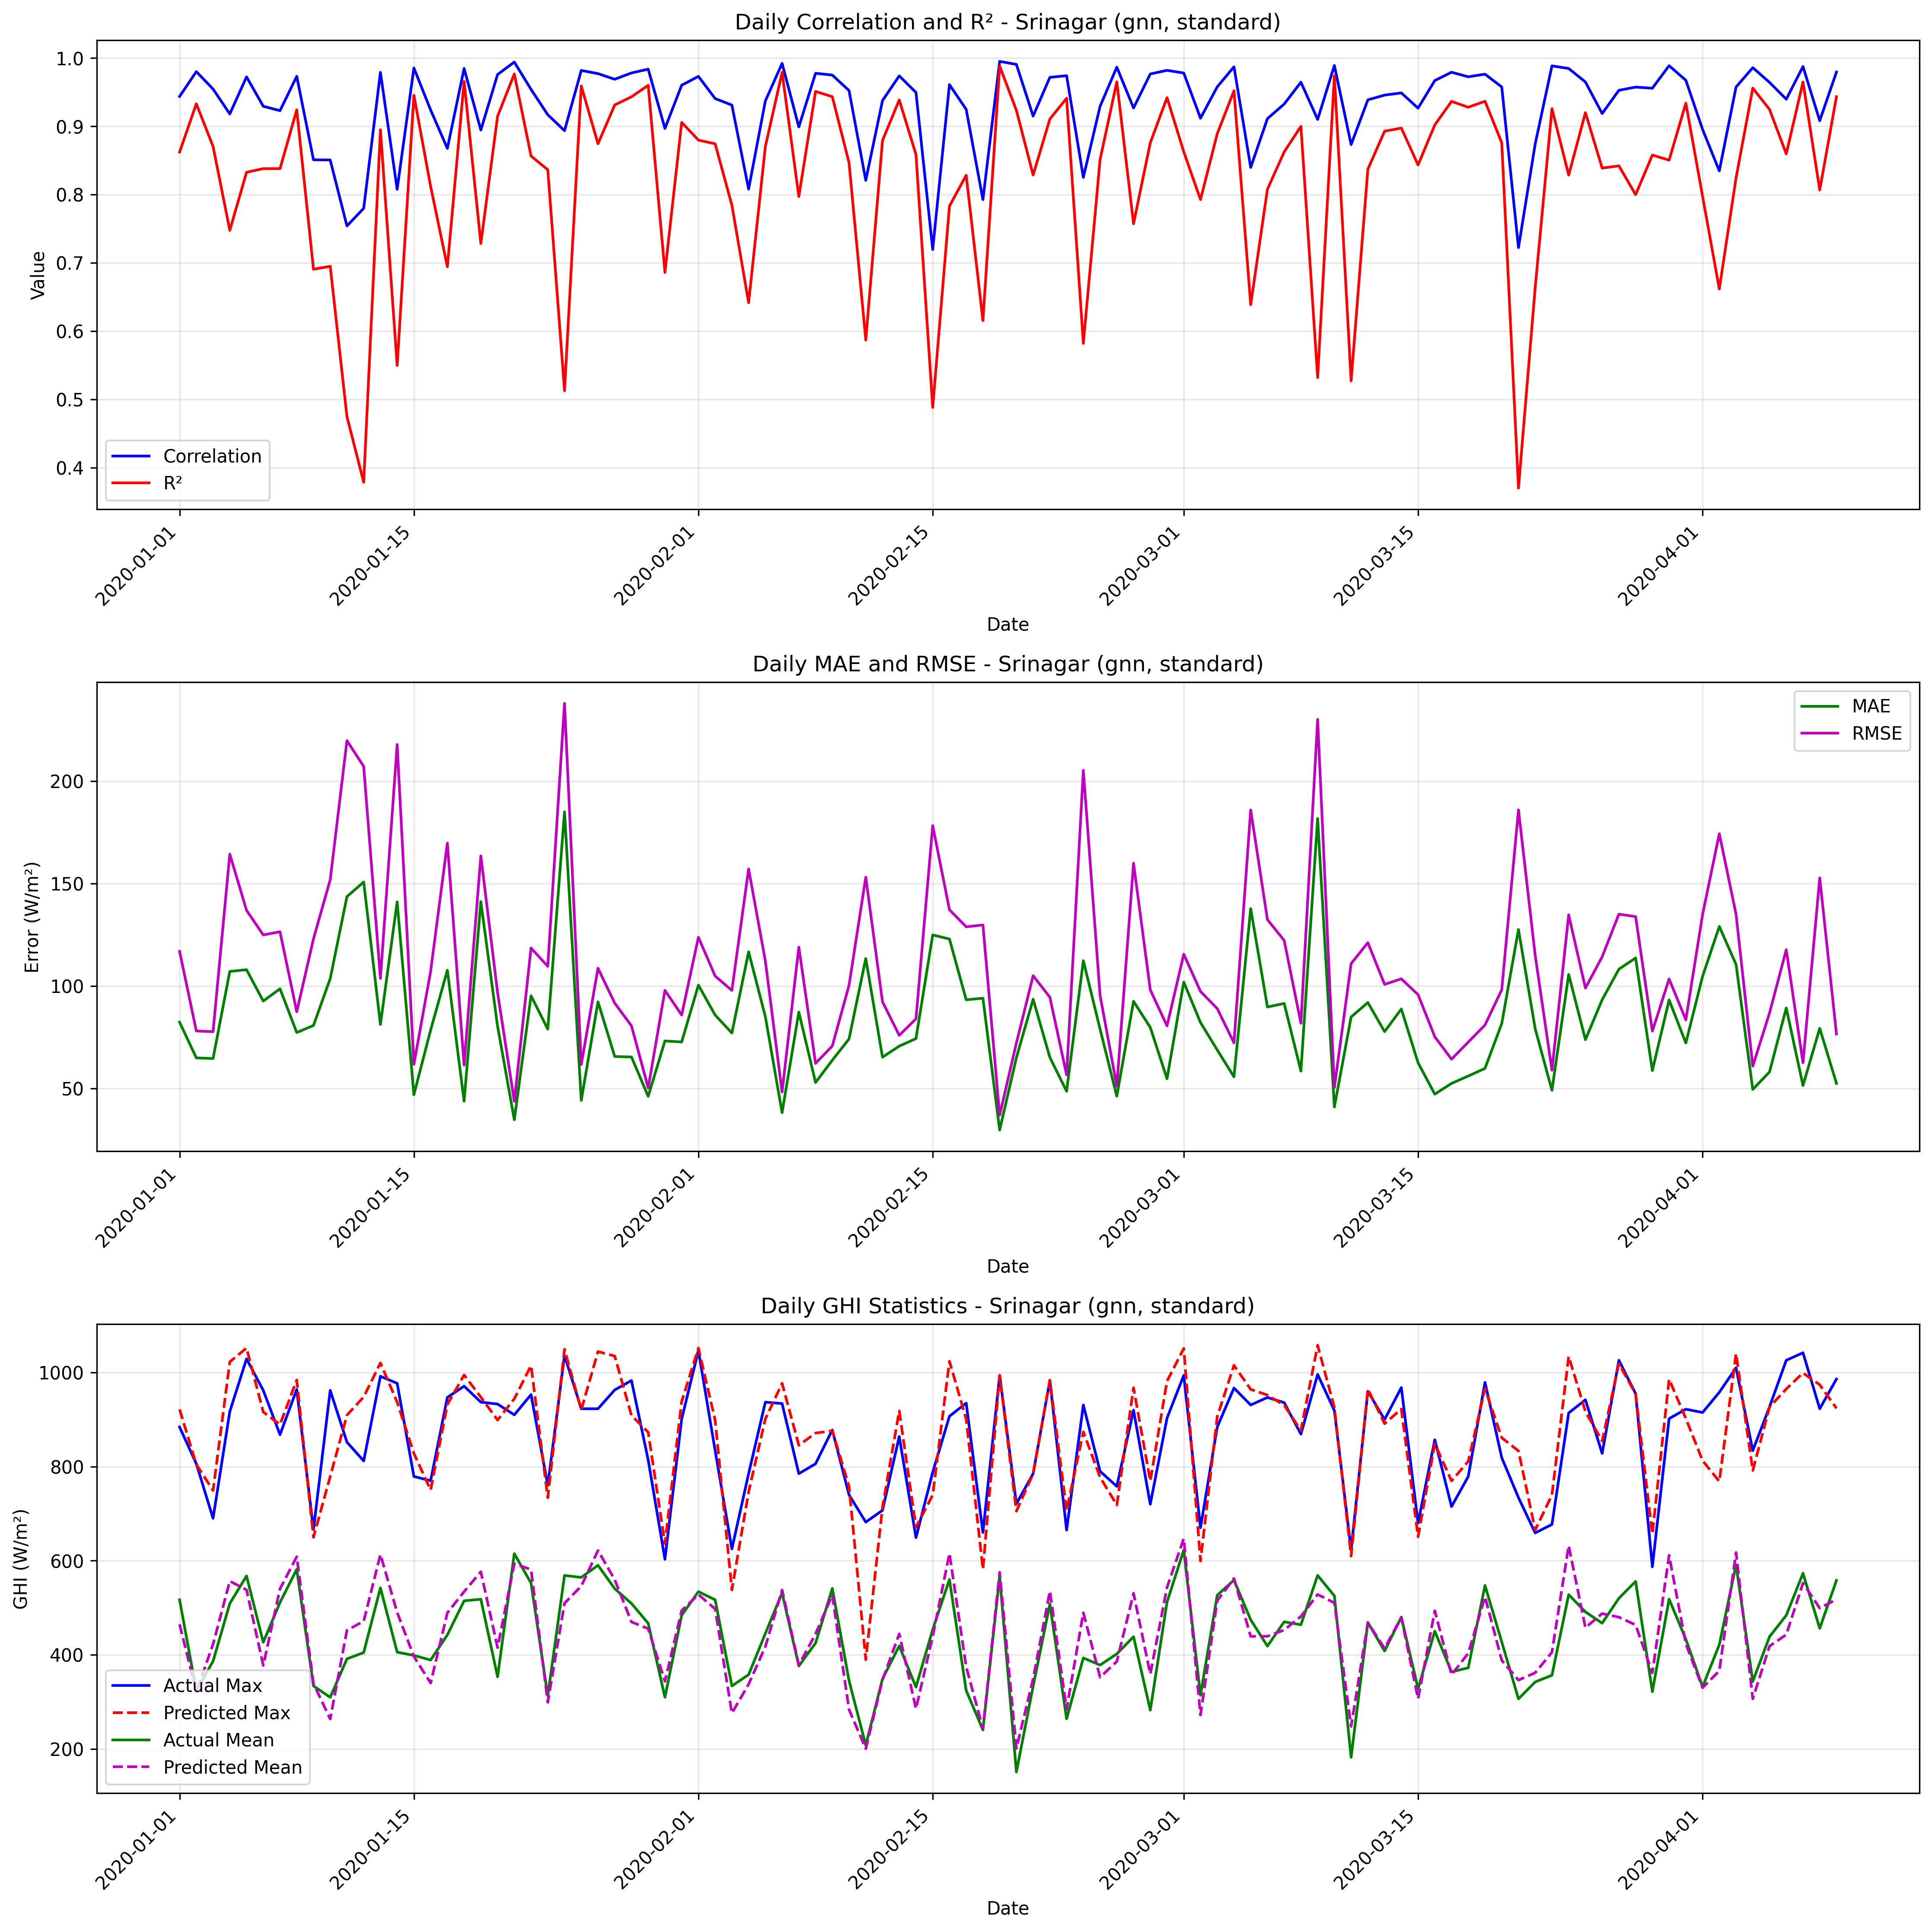 Daily Correlation and R² - Srinagar (gnn, standard)
1.0
0.9
0.8
0.7
0.6
0.5
0.4
Value
Correlation
R²
2020-01-01
2020-01-15
2020-02-01
2020-02-15
2020-03-01
2020-03-15
2020-04-01
Date
Daily MAE and RMSE - Srinagar (gnn, standard)
200
150
100
50
Error (W/m²)
MAE
RMSE
2020-01-01
2020-01-15
2020-02-01
2020-02-15
2020-03-01
2020-03-15
2020-04-01
Date
Daily GHI Statistics - Srinagar (gnn, standard)
1000
800
600
400
200
GHI (W/m²)
Actual Max
Predicted Max
Actual Mean
Predicted Mean
2020-01-01
2020-01-15
2020-02-01
2020-02-15
2020-03-01
2020-03-15
2020-04-01
Date